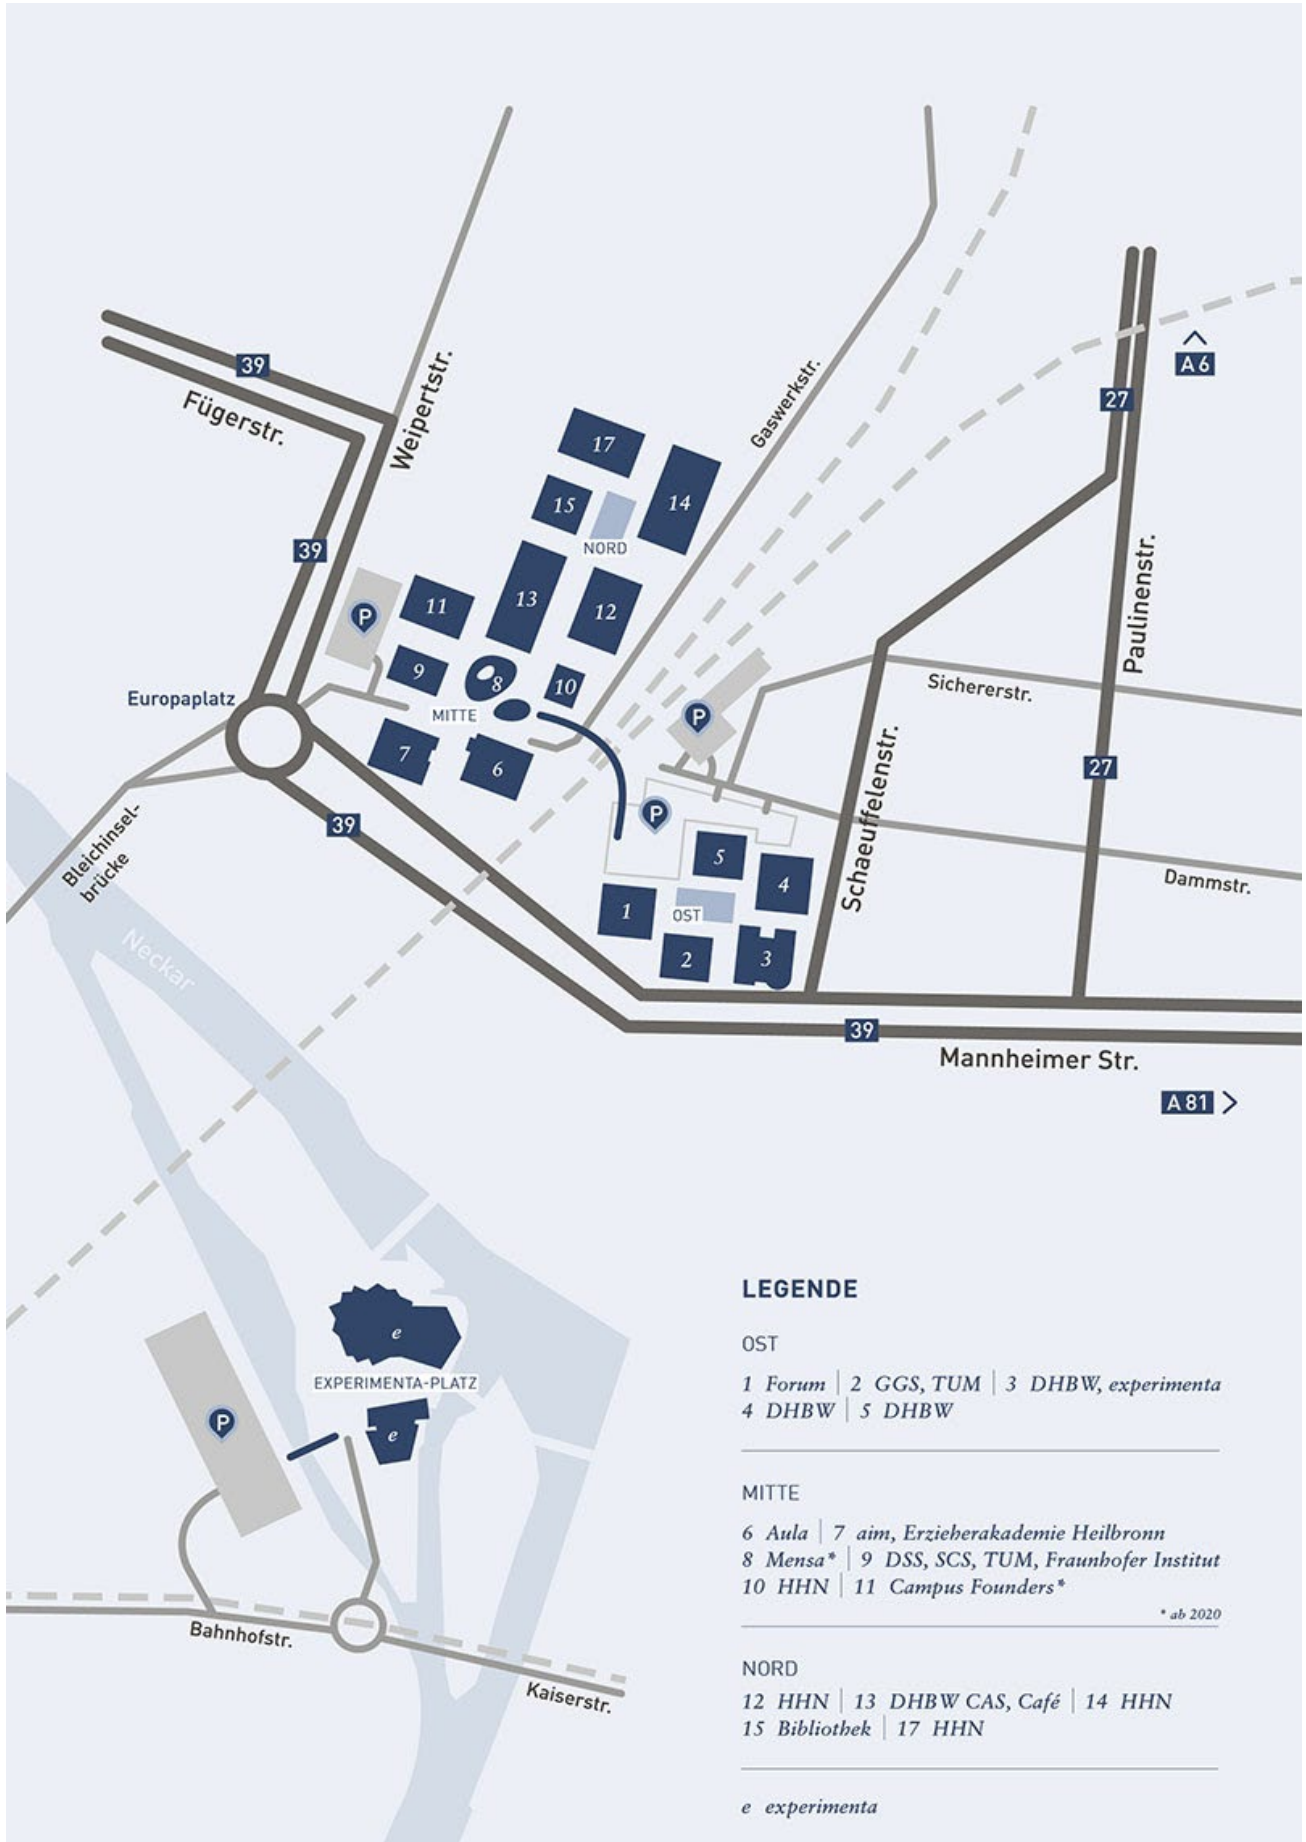 39
Fügerstr.
Weipertstr.
Gaswerkstr.
A 6
27
17
15
14
NORD
39
13
12
11
P
9
8
10
Europaplatz
MITTE
7
6
Paulinenstr.
Sichererstr.
P
Schaeuffelenstr.
27
39
P
5
4
Dammstr.
1
OST
2
3
Bleichinsel-
brücke
Neckar
39
Mannheimer Str.
A 81
e
EXPERIMENTA-PLATZ
P
e
Bahnhofstr.
Kaiserstr.
LEGENDE
OST
1 Forum | 2 GGS, TUM | 3 DHBW, experimenta
4 DHBW | 5 DHBW
MITTE
6 Aula | 7 aim, Erzieherakademie Heilbronn
8 Mensa* | 9 DSS, SCS, TUM, Fraunhofer Institut
10 HHN | 11 Campus Founders*
* ab 2020
NORD
12 HHN | 13 DHBW CAS, Café | 14 HHN
15 Bibliothek | 17 HHN
e experimenta